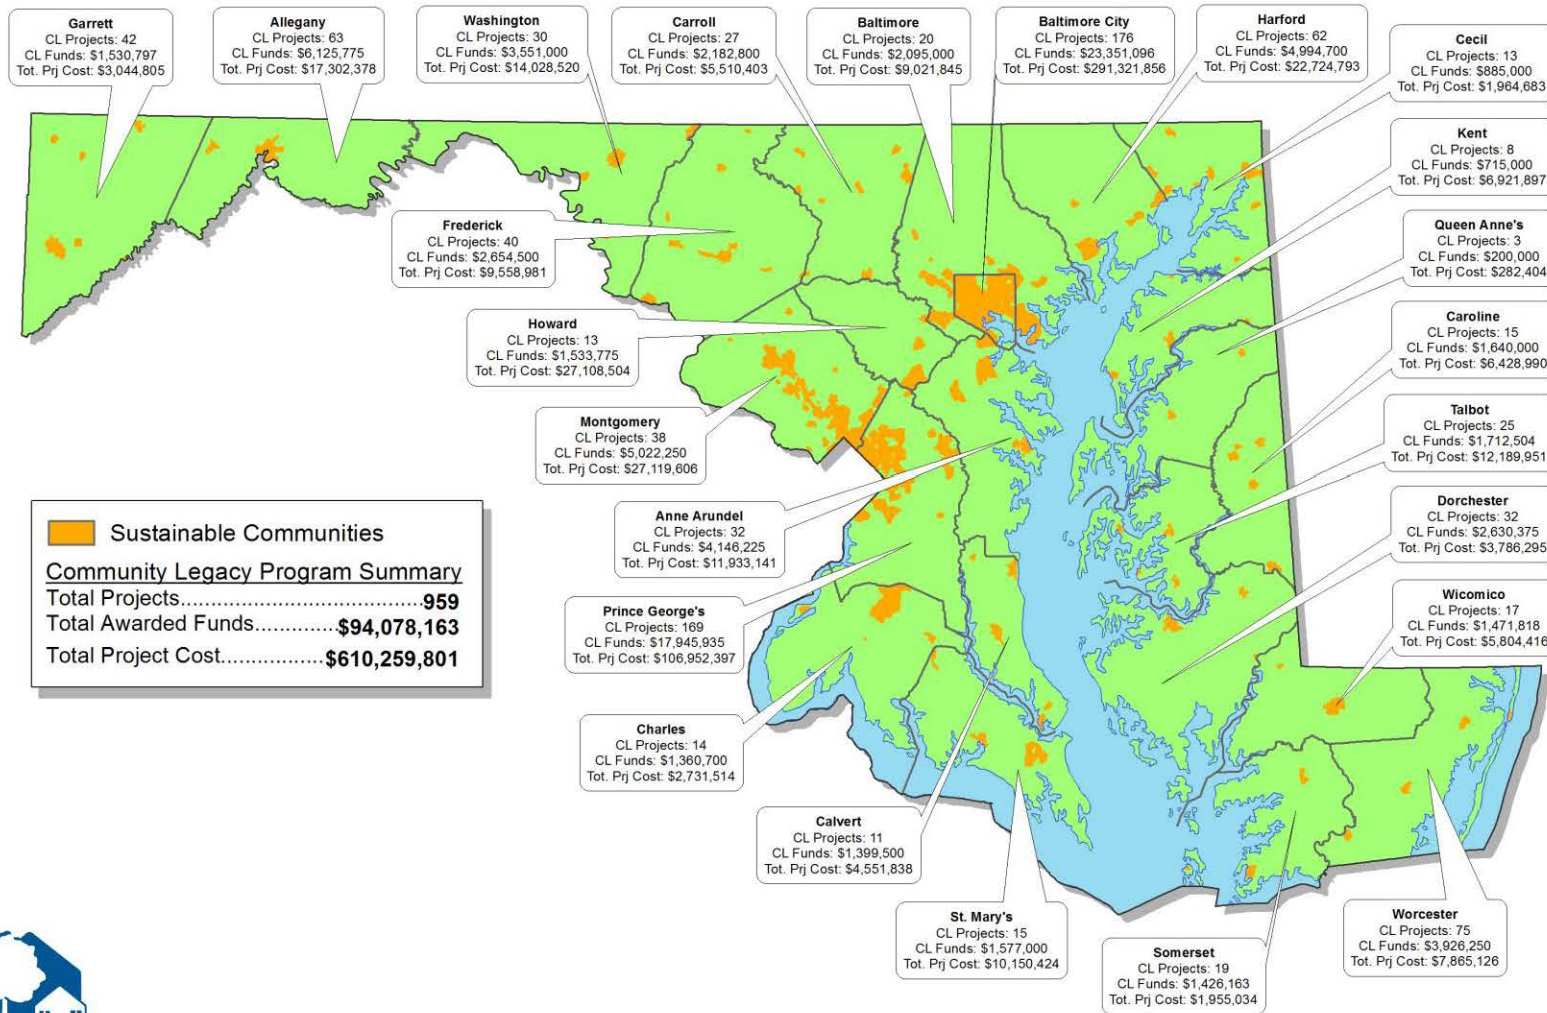 Garrett
CL Projects: 42
CL Funds: $1,530,797
Tot. Prj Cost: $3,044,805
Allegany
CL Projects: 63
CL Funds: $6,125,775
Tot. Prj Cost: $17,302,378
Washington
CL Projects: 30
CL Funds: $3,551,000
Tot. Prj Cost: $14,028,520
Carroll
CL Projects: 27
CL Funds: $2,182,800
Tot. Prj Cost: $5,510,403
Baltimore
CL Projects: 20
CL Funds: $2,095,000
Tot. Prj Cost: $9,021,845
Baltimore City
CL Projects: 176
CL Funds: $23,351,096
Tot. Prj Cost: $291,321,856
Harford
CL Projects: 62
CL Funds: $4,994,700
Tot. Prj Cost: $22,724,793
Cecil
CL Projects: 13
CL Funds: $885,000
Tot. Prj Cost: $1,964,683
Kent
CL Projects: 8
CL Funds: $715,000
Tot. Prj Cost: $6,921,897
Frederick
CL Projects: 40
CL Funds: $2,654,500
Tot. Prj Cost: $9,558,981
Queen Anne's
CL Projects: 3
CL Funds: $200,000
Tot. Prj Cost: $282,404
Howard
CL Projects: 13
CL Funds: $1,533,775
Tot. Prj Cost: $27,108,504
Caroline
CL Projects: 15
CL Funds: $1,640,000
Tot. Prj Cost: $6,428,990
Montgomery
CL Projects: 38
CL Funds: $5,022,250
Tot. Prj Cost: $27,119,606
Talbot
CL Projects: 25
CL Funds: $1,712,504
Tot. Prj Cost: $12,189,951
Anne Arundel
CL Projects: 32
CL Funds: $4,146,225
Tot. Prj Cost: $11,933,141
Dorchester
CL Projects: 32
CL Funds: $2,630,375
Tot. Prj Cost: $3,786,295
Sustainable Communities
Community Legacy Program Summary
Total Projects....................................959
Total Awarded Funds.............$94,078,163
Total Project Cost................$610,259,801
Prince George's
CL Projects: 169
CL Funds: $17,945,935
Tot. Prj Cost: $106,952,397
Wicomico
CL Projects: 17
CL Funds: $1,471,818
Tot. Prj Cost: $5,804,416
Charles
CL Projects: 14
CL Funds: $1,360,700
Tot. Prj Cost: $2,731,514
Calvert
CL Projects: 11
CL Funds: $1,399,500
Tot. Prj Cost: $4,551,838
St. Mary's
CL Projects: 15
CL Funds: $1,577,000
Tot. Prj Cost: $10,150,424
Somerset
CL Projects: 19
CL Funds: $1,426,163
Tot. Prj Cost: $1,955,034
Worcester
CL Projects: 75
CL Funds: $3,926,250
Tot. Prj Cost: $7,865,126